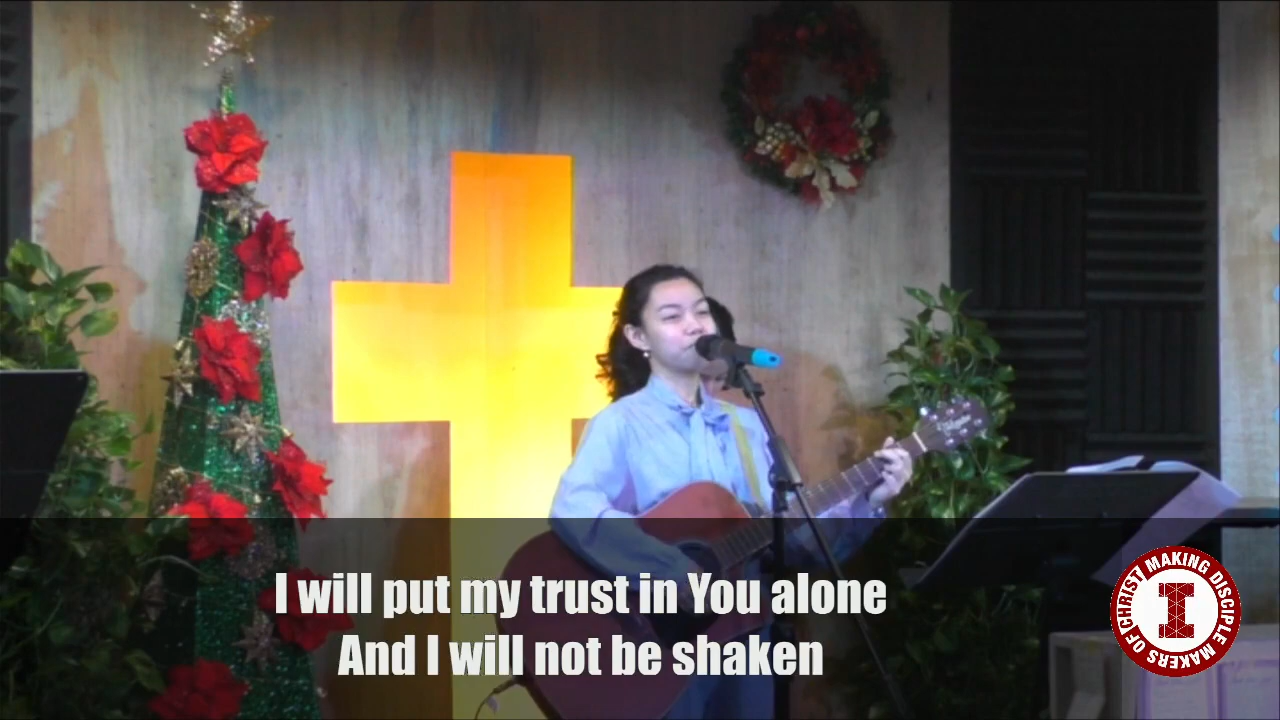 I will put my trust in You alone
And I will not be shaken
CHRIST MAKING DISCIPLE MAKERS OF
I